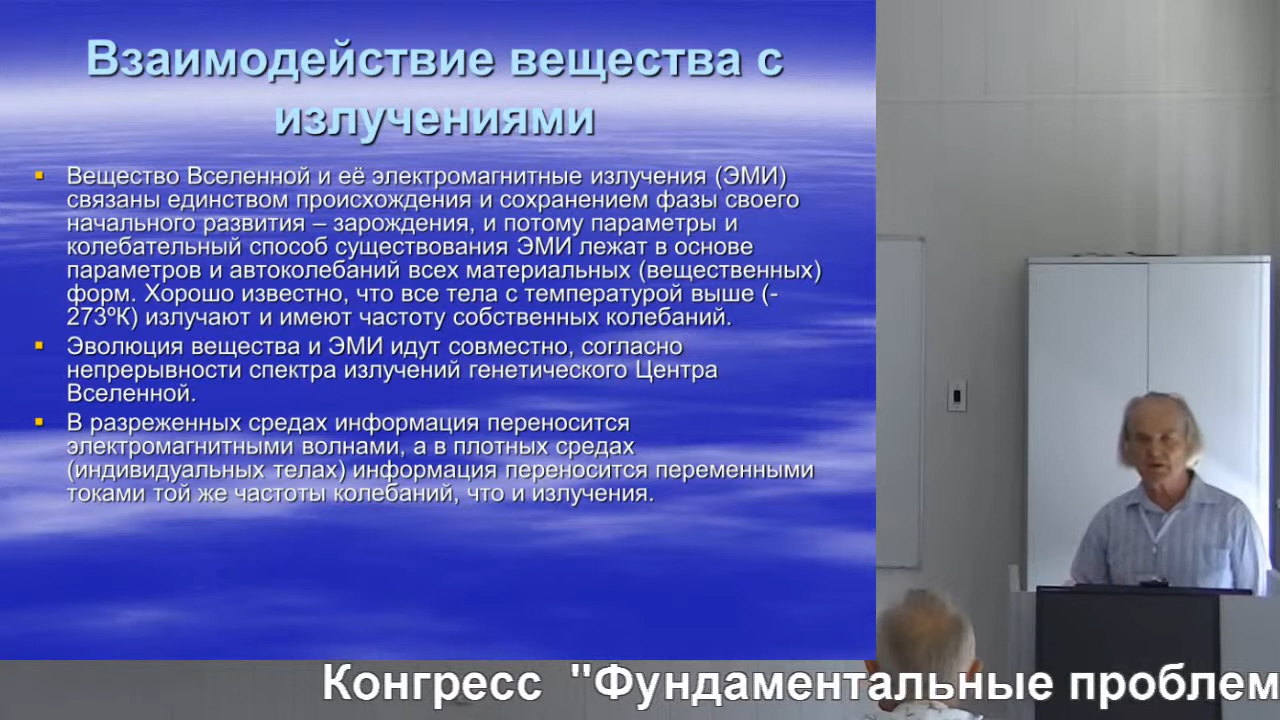 Взаимодействие вещества с
излучениями
Вещество Вселенной и её электромагнитные излучения (ЭМИ)
связаны единством происхождения и сохранением фазы своего
начального развития – зарождения, и потому параметры и
колебательный способ существования ЭМИ лежат в основе
параметров и автоколебаний всех материальных (вещественных)
форм. Хорошо известно, что все тела с температурой выше (-
273ºК) излучают и имеют частоту собственных колебаний.
Эволюция вещества и ЭМИ идут совместно, согласно
непрерывности спектра излучений генетического Центра
Вселенной.
В разреженных средах информация переносится
электромагнитными волнами, а в плотных средах
(индивидуальных телах) информация переносится переменными
токами той же частоты колебаний, что и излучения.
Конгресс "Фундаментальные проблем